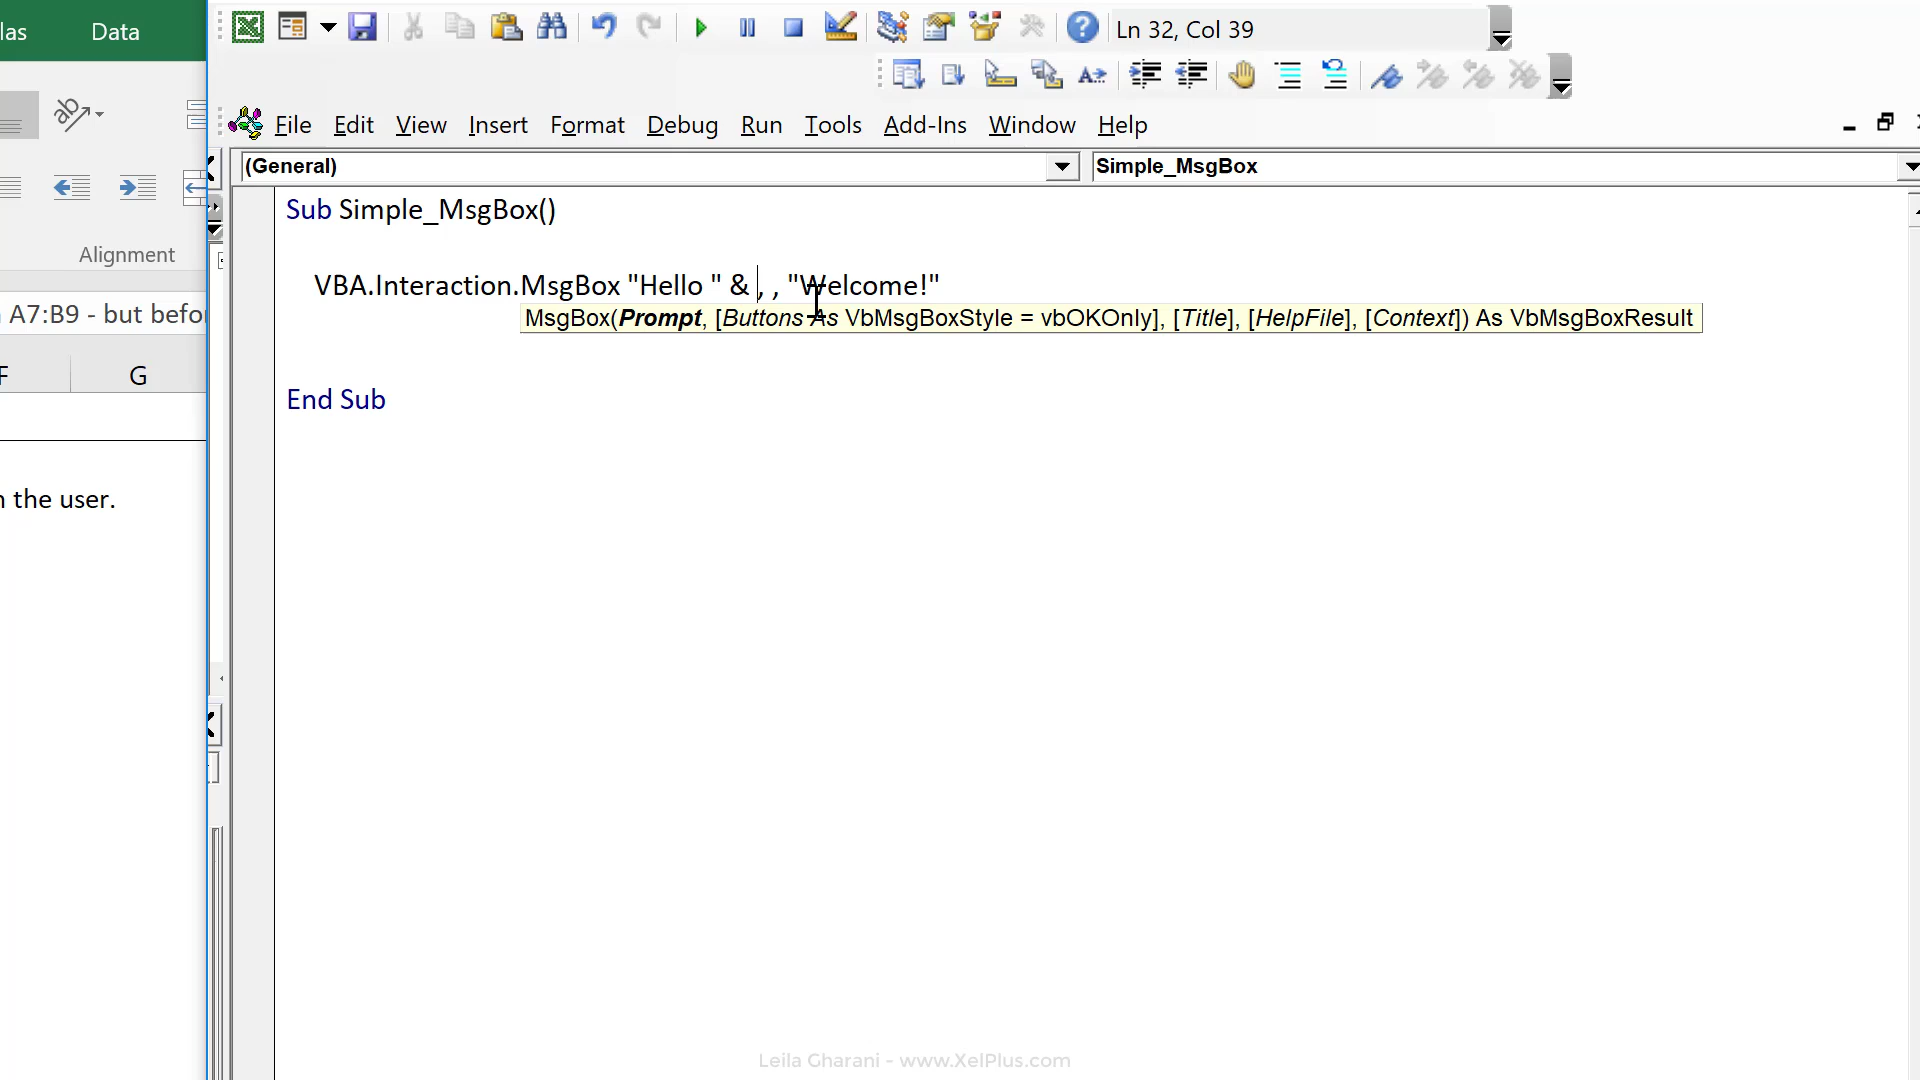 las
Data
Ln 32, Col 39
File Edit View Insert Format Debug Run Tools Add-Ins Window Help
(General)
Simple_MsgBox
Sub Simple_MsgBox()
Alignment
VBA.Interaction.MsgBox "Hello " & , , "Welcome!"
A7:B9 - but befor
MsgBox(Prompt, [Buttons As VbMsgBoxStyle = vbOKOnly], [Title], [HelpFile], [Context]) As VbMsgBoxResult
F
G
End Sub
n the user.
Leila Gharani - www.XelPlus.com